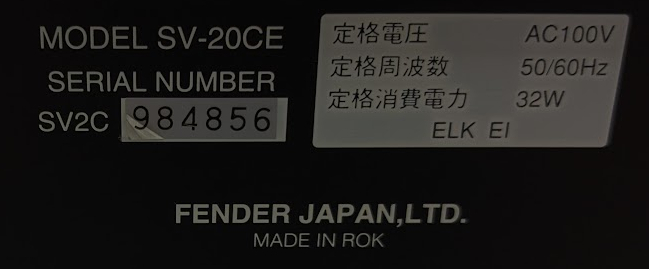 MODEL SV-20CE
SERIAL NUMBER
SV2C 984856
定格電圧 AC100V
定格周波数 50/60Hz
定格消費電力 32W
ELK EI
FENDER JAPAN,LTD.
MADE IN ROK